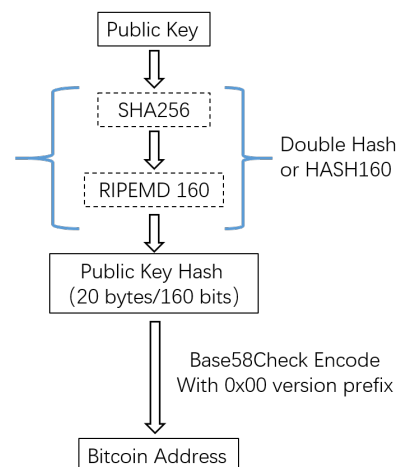 Public Key
SHA256
RIPEMD 160
Double Hash
or HASH160
Public Key Hash
(20 bytes/160 bits)
Base58Check Encode
With 0x00 version prefix
Bitcoin Address